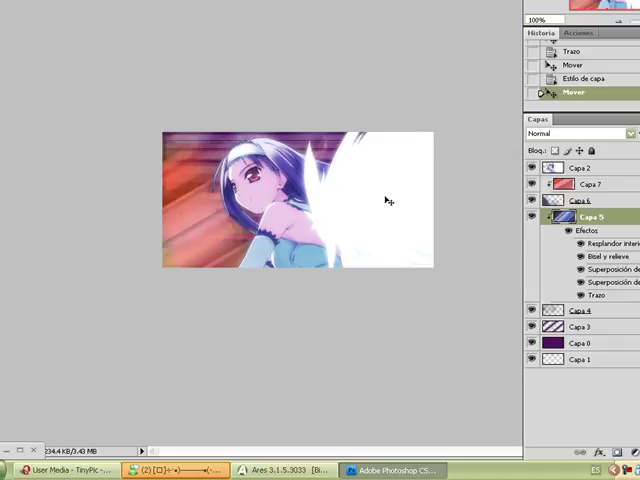 100%
Historia Acciones
Trazo
Mover
Estilo de capa
Mover
Capas
Normal
Bloq.:
Capa 2
Capa 7
Capa 6
Capa 5
Efectos
Resplandor interi
Bisel y relieve
Superposición de
Superposición de
Trazo
Capa 4
Capa 3
Capa 0
Capa 1
234.4 KB/3.43 MB
fx.
User Media - TinyPic -...
Ares 3.1.5.3033 [Bi...
Adobe Photoshop CS...
ES